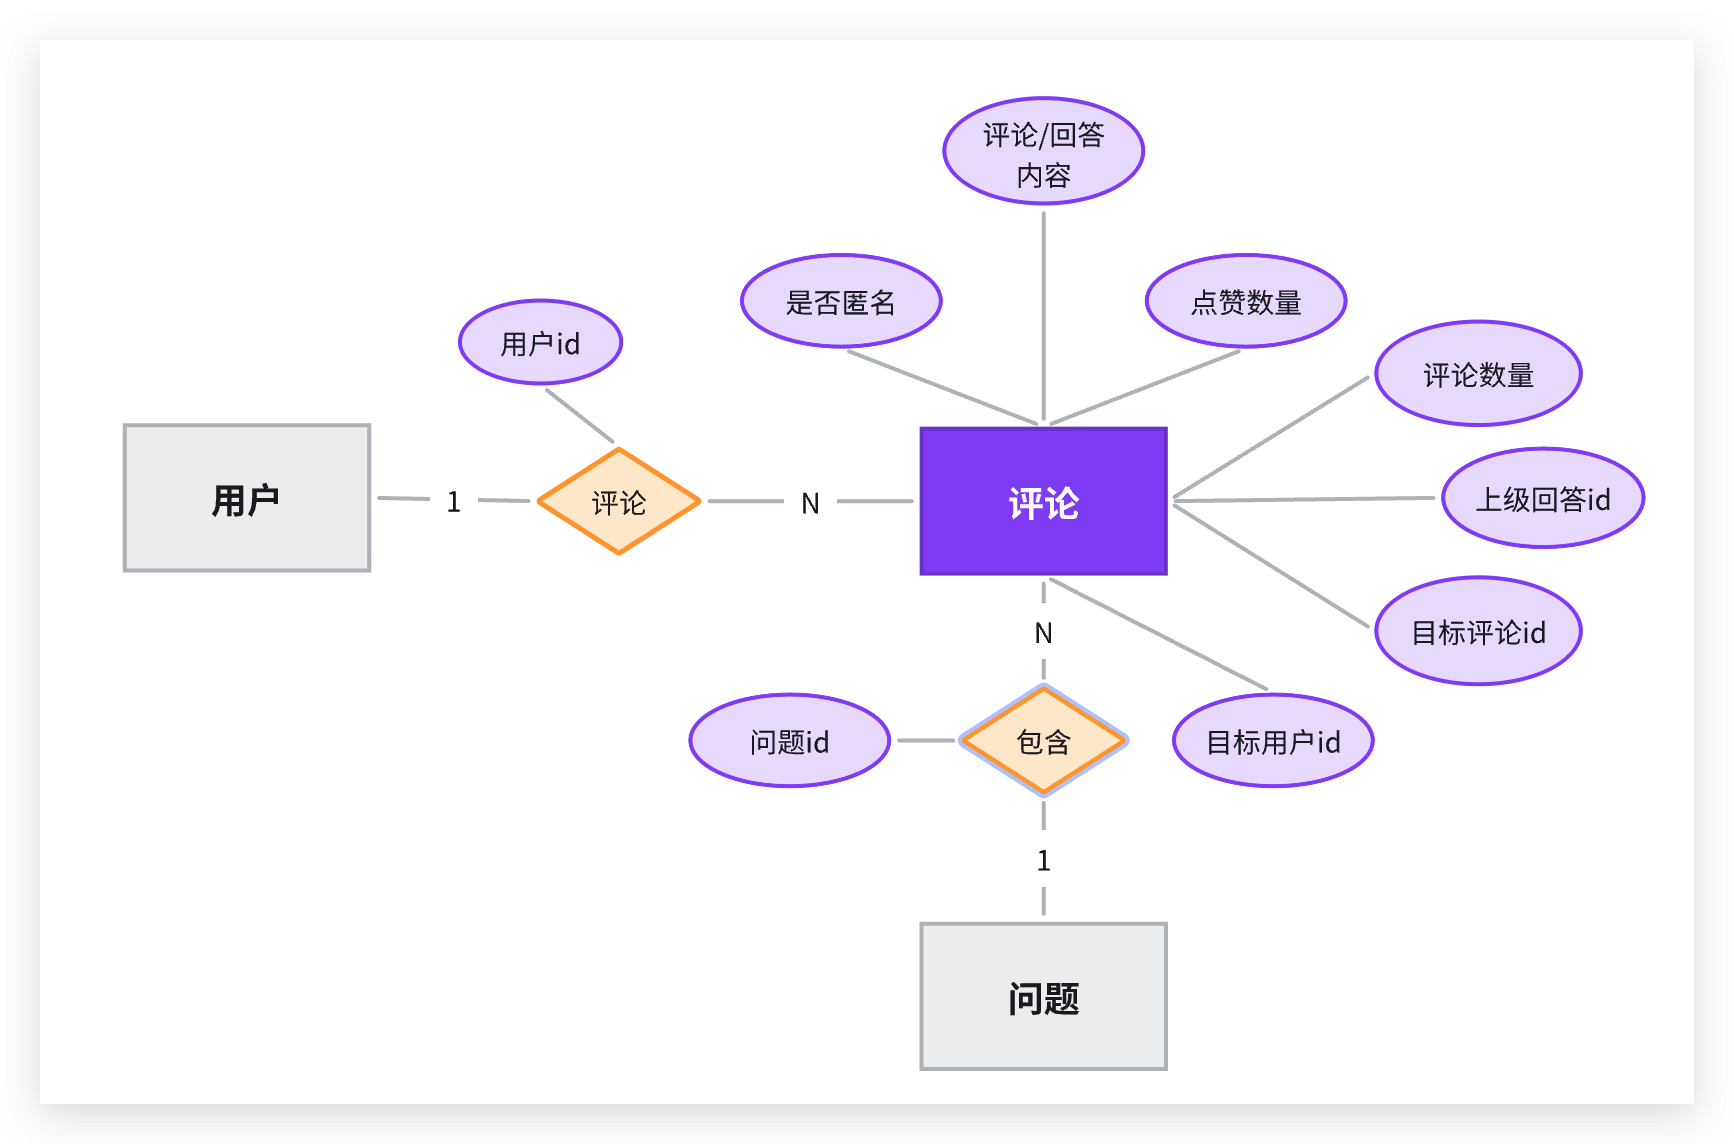 评论/回答
内容
是否匿名
点赞数量
用户id
评论数量
用户
1
评论
N
评论
上级回答id
N
目标评论id
问题id
包含
目标用户id
1
问题